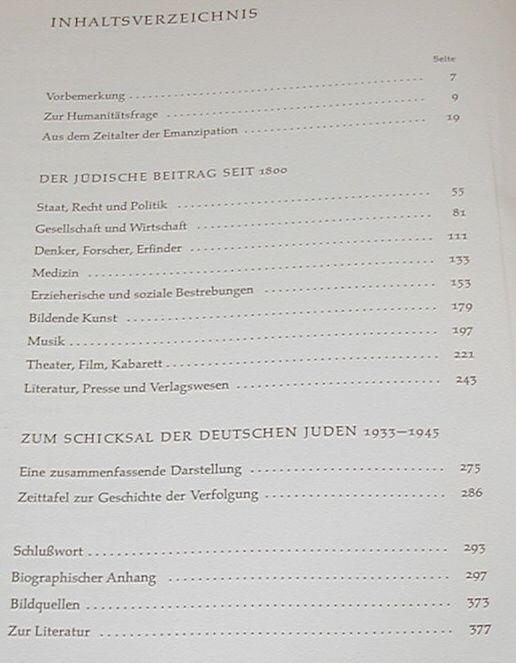 INHALTSVERZEICHNIS
Seite
Vorbemerkung 7
Zur Humanitätsfrage 9
Aus dem Zeitalter der Emanzipation 19
DER JÜDISCHE BEITRAG SEIT 1800
Staat, Recht und Politik 55
Gesellschaft und Wirtschaft 81
Denker, Forscher, Erfinder 111
Medizin 133
Erzieherische und soziale Bestrebungen 153
Bildende Kunst 179
Musik 197
Theater, Film, Kabarett 221
Literatur, Presse und Verlagswesen 243
ZUM SCHICKSAL DER DEUTSCHEN JUDEN 1933–1945
Eine zusammenfassende Darstellung 275
Zeittafel zur Geschichte der Verfolgung 286
Schlußwort 293
Biographischer Anhang 297
Bildquellen 373
Zur Literatur 377